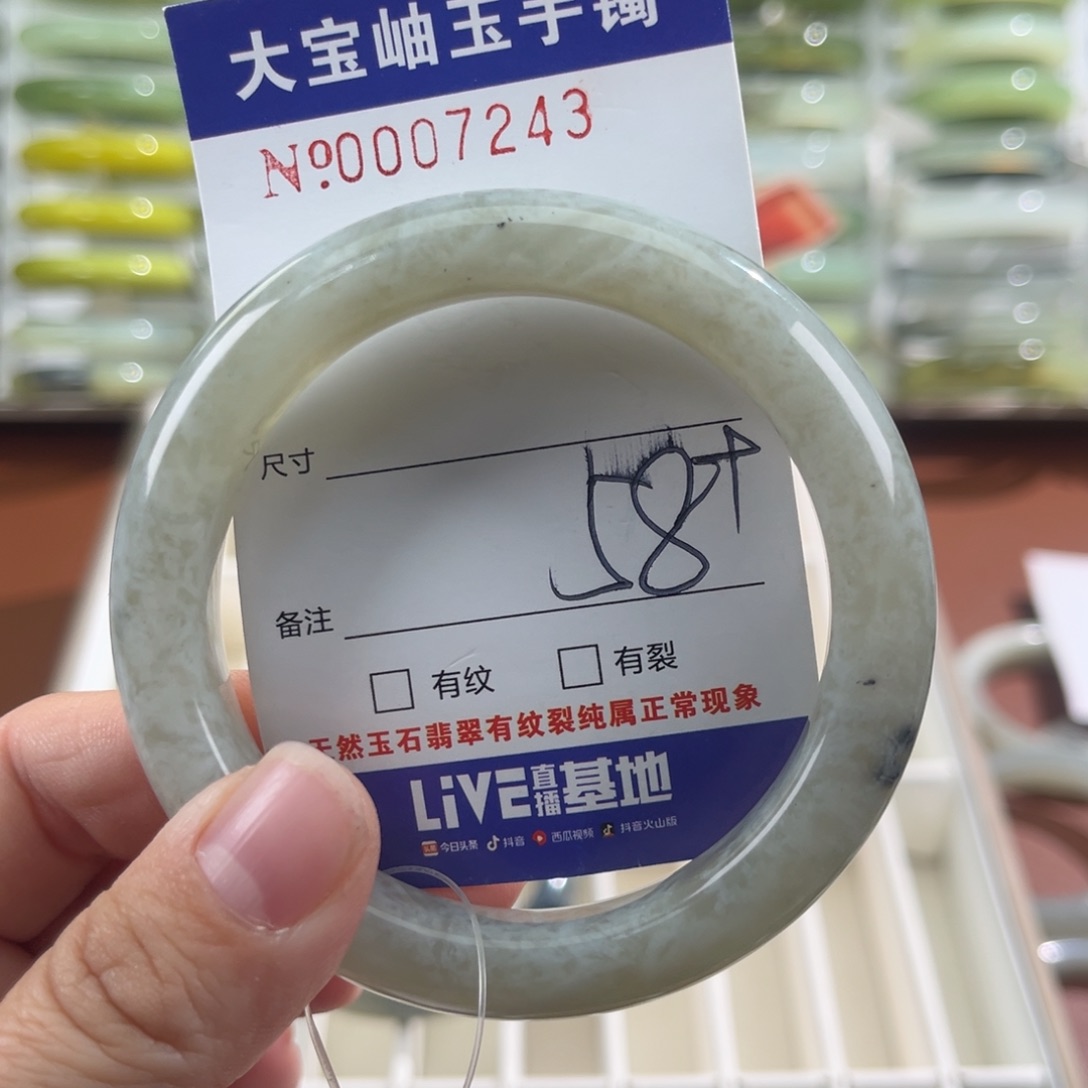 大宝岫玉手镯
Nº0007243
尺寸
58
备注
□ 有纹 □ 有裂
天然玉石翡翠有纹裂纯属正常现象
LiVE直播基地
今日头条 抖音 西瓜视频 抖音火山版